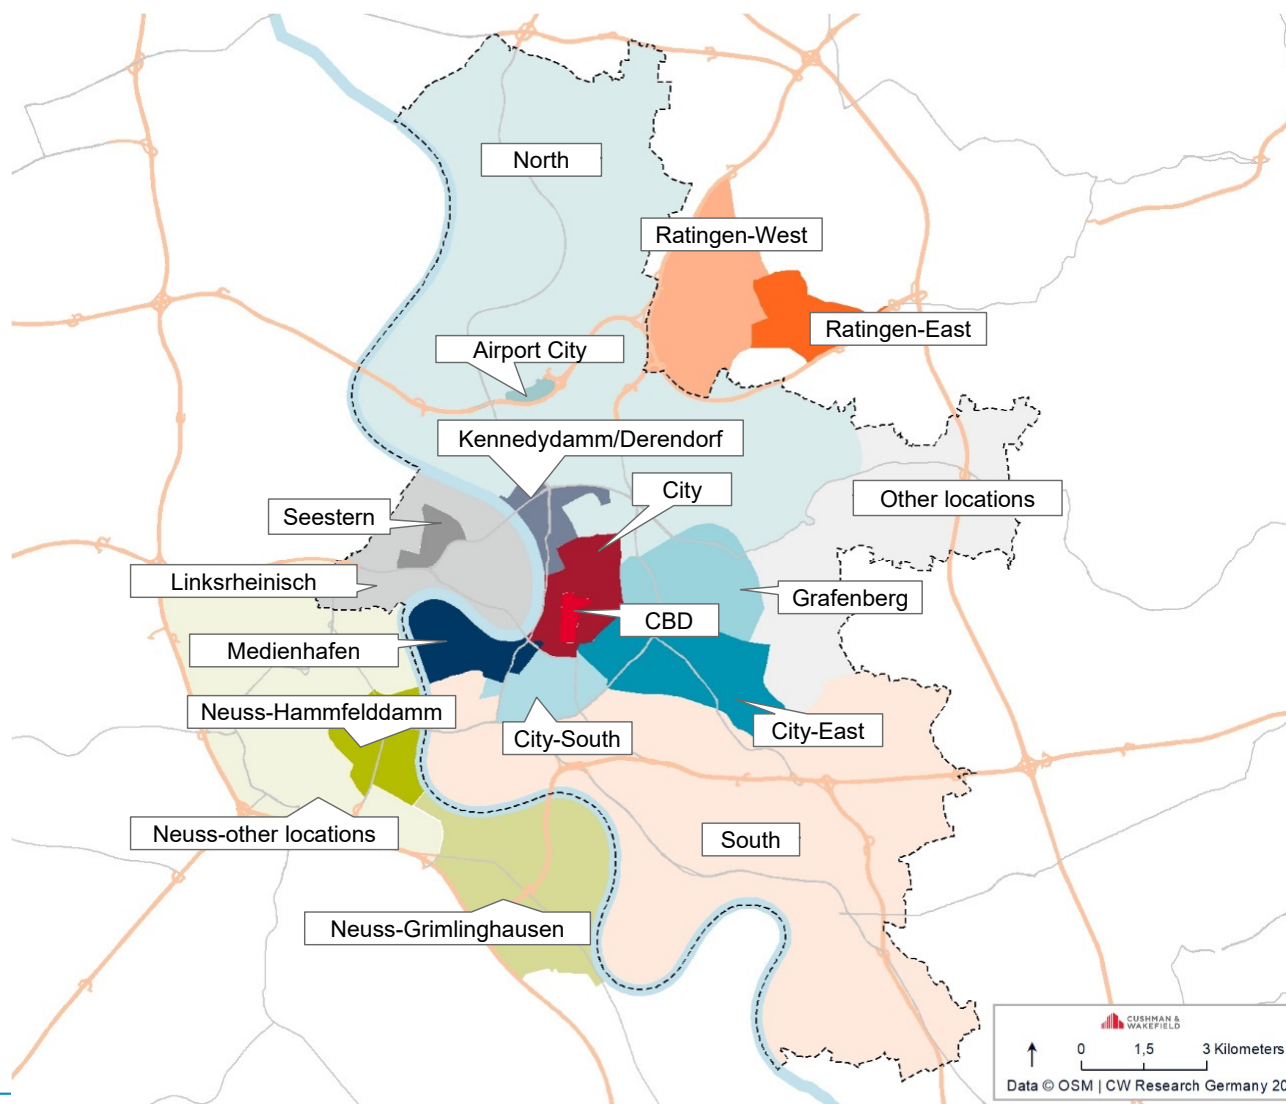 North
Ratingen-West
Ratingen-East
Airport City
Kennedydamm/Derendorf
City
Seestern
Other locations
Linksrheinisch
Grafenberg
CBD
Medienhafen
Neuss-Hammfelddamm
City-South
City-East
Neuss-other locations
South
Neuss-Grimlinghausen
CUSHMAN &
WAKEFIELD
0 1,5 3 Kilometers
Data © OSM | CW Research Germany 20